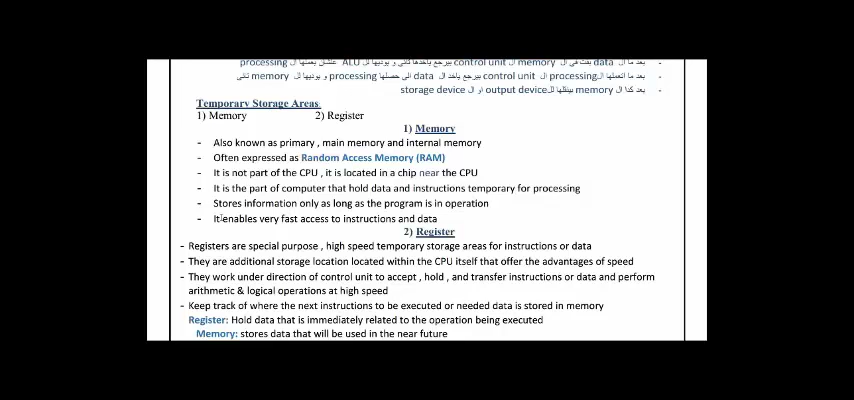 - بعد ما ال data بقت في ال memory ال control unit بيرجع ياخدها تاني و يوديها لل ALU علشان يعملها ال processing
- بعد ما اتعملها الprocessing ال control unit بيرجع ياخد ال data الي حصلها processing و يوديها لل memory تاني
- بعد كدا ال memory بينقلها للoutput device او ال storage device
Temporary Storage Areas
1) Memory 2) Register
1) Memory
- Also known as primary , main memory and internal memory
- Often expressed as Random Access Memory (RAM)
- It is not part of the CPU , it is located in a chip near the CPU
- It is the part of computer that hold data and instructions temporary for processing
- Stores information only as long as the program is in operation
- It enables very fast access to instructions and data
2) Register
- Registers are special purpose , high speed temporary storage areas for instructions or data
- They are additional storage location located within the CPU itself that offer the advantages of speed
- They work under direction of control unit to accept , hold , and transfer instructions or data and perform
arithmetic & logical operations at high speed
- Keep track of where the next instructions to be executed or needed data is stored in memory
Register: Hold data that is immediately related to the operation being executed
Memory: stores data that will be used in the near future